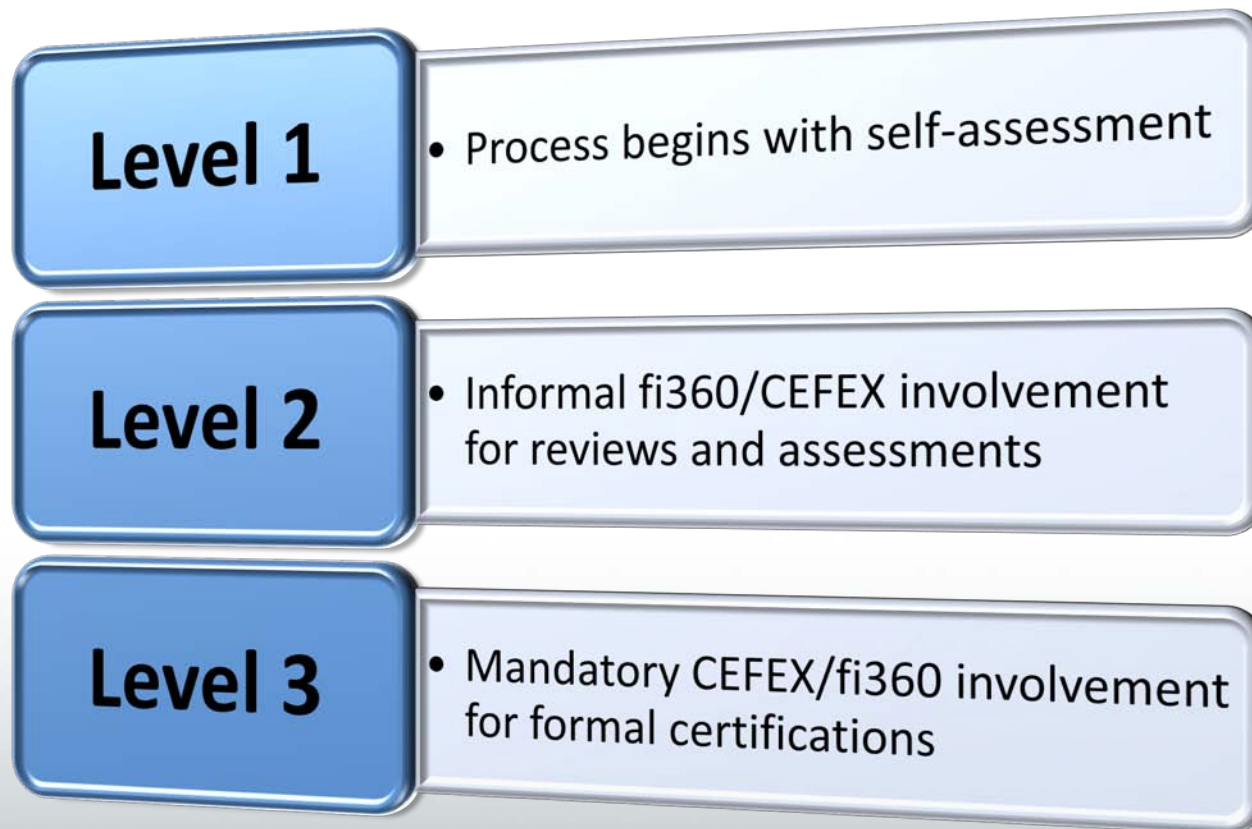 Level 1
• Process begins with self-assessment
Level 2
• Informal fi360/CEFEX involvement
for reviews and assessments
Level 3
• Mandatory CEFEX/fi360 involvement
for formal certifications